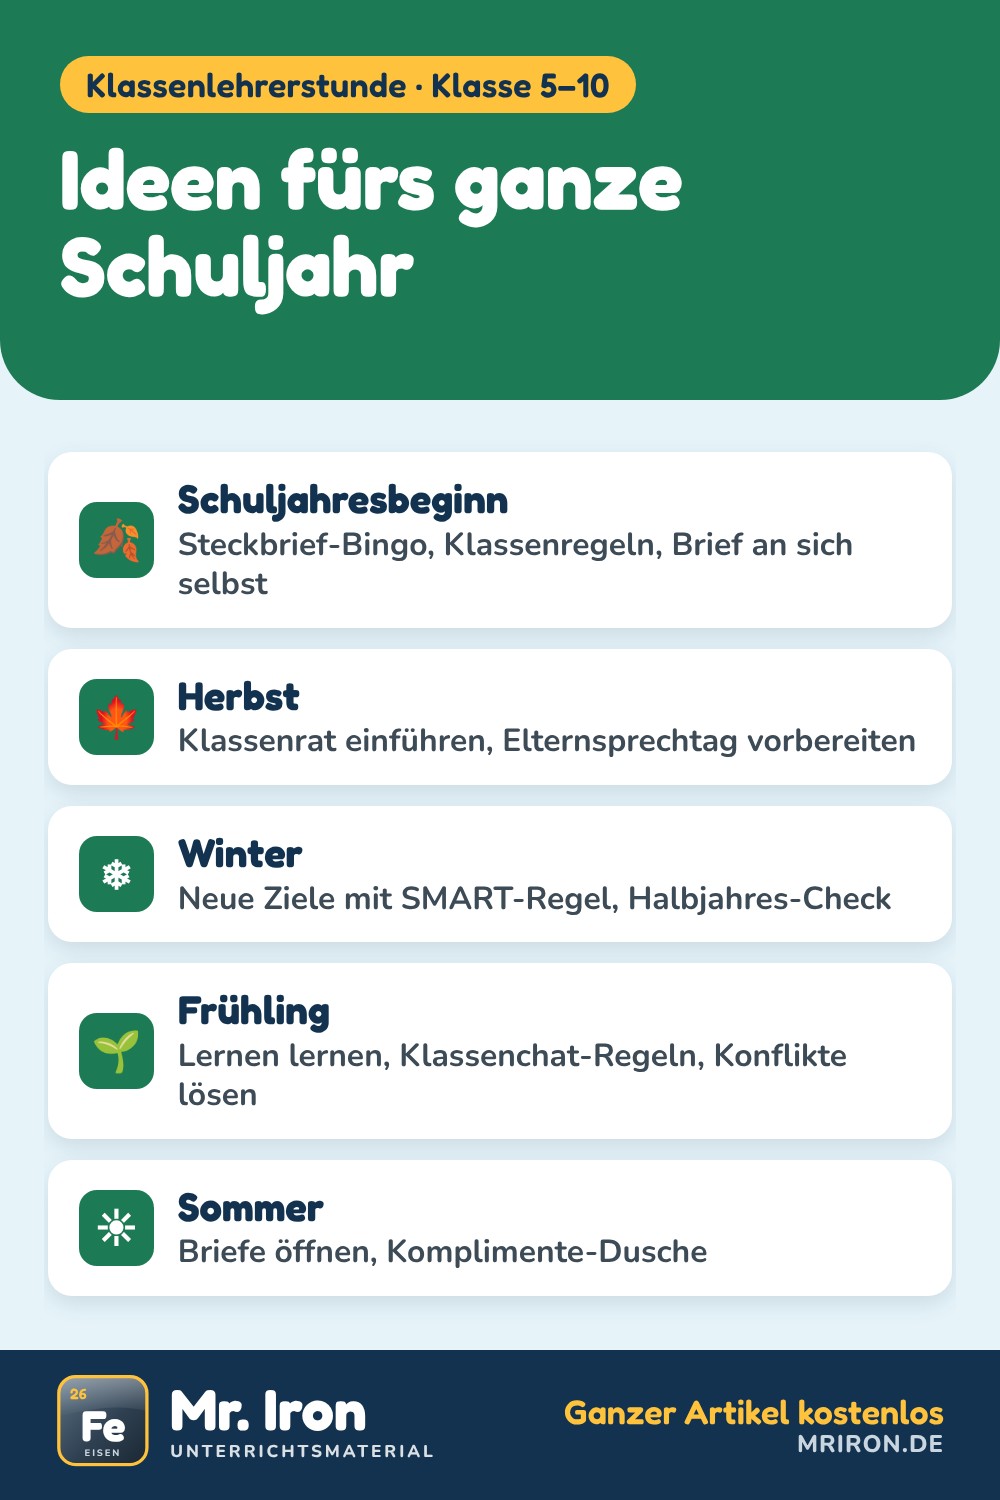 Klassenlehrerstunde · Klasse 5–10
Ideen fürs ganze
Schuljahr
Schuljahresbeginn
Steckbrief-Bingo, Klassenregeln, Brief an sich
selbst
Herbst
Klassenrat einführen, Elternsprechtag vorbereiten
Winter
Neue Ziele mit SMART-Regel, Halbjahres-Check
Frühling
Lernen lernen, Klassenchat-Regeln, Konflikte
lösen
Sommer
Briefe öffnen, Komplimente-Dusche
26
Fe
EISEN
Mr. Iron
UNTERRICHTSMATERIAL
Ganzer Artikel kostenlos
MRIRON.DE